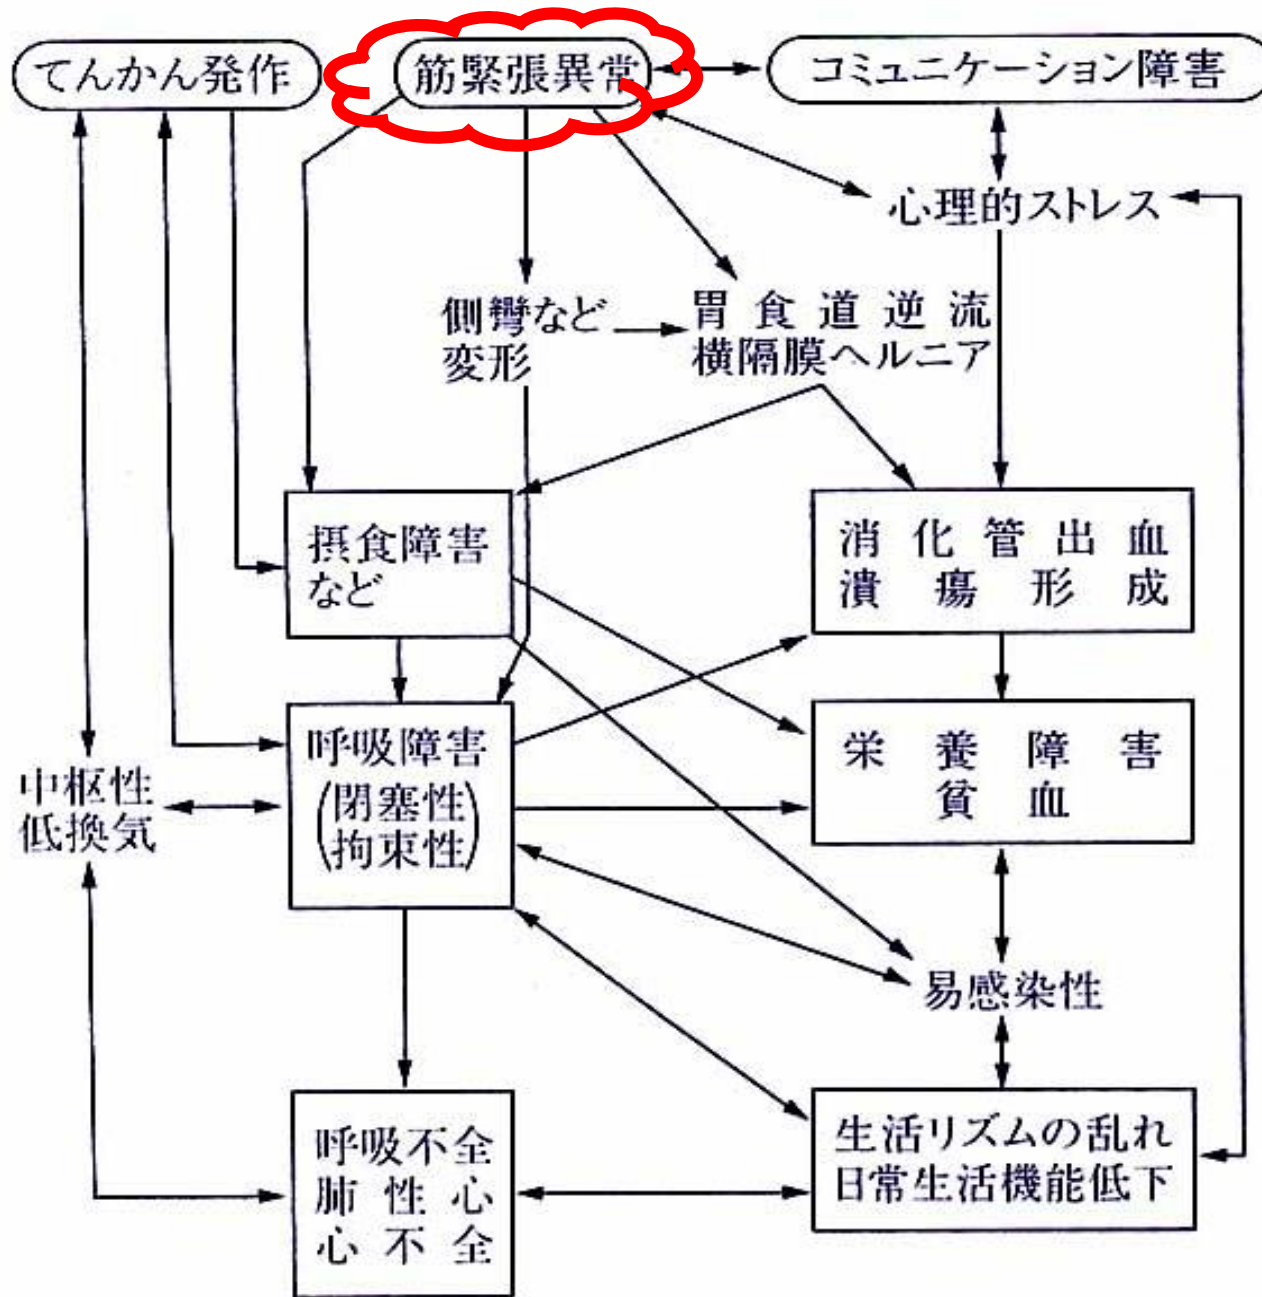 てんかん発作
筋緊張異常
コミュニケーション障害
心理的ストレス
側彎など
変形
胃食道逆流
横隔膜ヘルニア
摂食障害
など
消化管出血
潰瘍形成
呼吸障害
(閉塞性)
(拘束性)
栄養障害
貧血
中枢性
低換気
易感染性
呼吸不全
肺性心
心不全
生活リズムの乱れ
日常生活機能低下